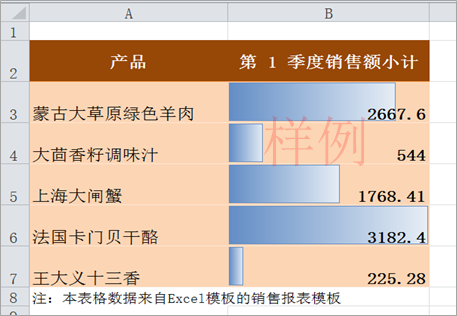 A B
1
2 产品 第 1 季度销售额小计
3 蒙古大草原绿色羊肉 2667.6
4 大茴香籽调味汁 544
5 上海大闸蟹 1768.41
6 法国卡门贝干酪 3182.4
7 王大义十三香 225.28
8 注：本表格数据来自Excel模板的销售报表模板
样例